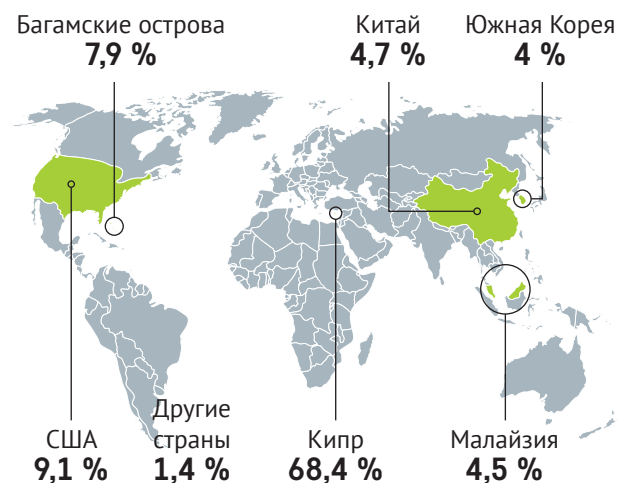 Багамские острова
7,9 %
Китай
4,7 %
Южная Корея
4 %
США
9,1 %
Другие
страны
1,4 %
Кипр
68,4 %
Малайзия
4,5 %